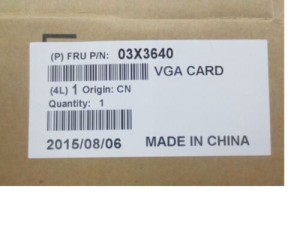 (P) FRU P/N: 03X3640
VGA CARD
(4L) 1 Origin: CN
Quantity: 1
2015/08/06 MADE IN CHINA